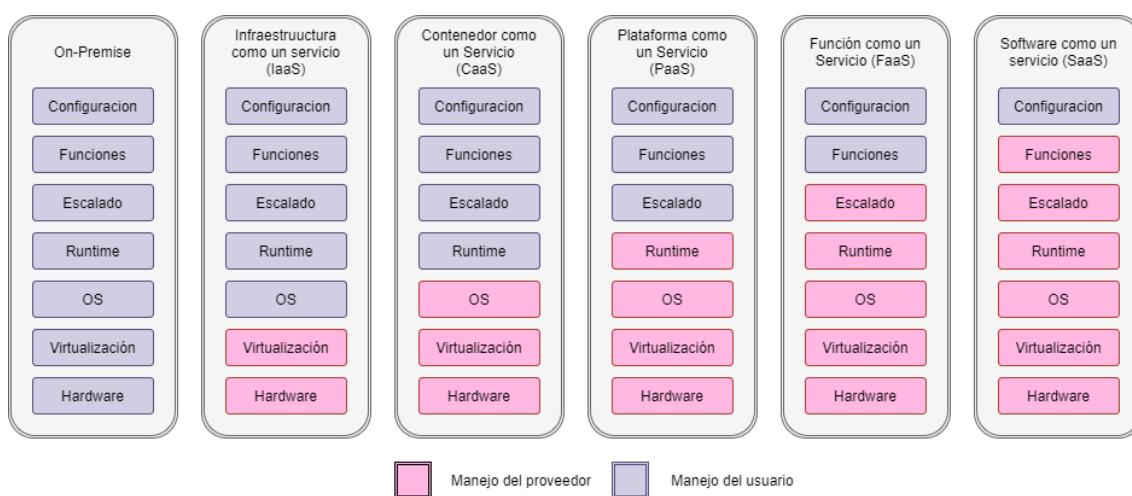 On-Premise
Configuracion
Funciones
Escalado
Runtime
OS
Virtualización
Hardware
Infraestruuctura
como un servicio
(IaaS)
Configuracion
Funciones
Escalado
Runtime
OS
Virtualización
Hardware
Contenedor como
un Servicio
(CaaS)
Configuracion
Funciones
Escalado
Runtime
OS
Virtualización
Hardware
Plataforma como
un Servicio
(PaaS)
Configuracion
Funciones
Escalado
Runtime
OS
Virtualización
Hardware
Función como un
Servicio (FaaS)
Configuracion
Funciones
Escalado
Runtime
OS
Virtualización
Hardware
Software como un
servicio (SaaS)
Configuracion
Funciones
Escalado
Runtime
OS
Virtualización
Hardware
Manejo del proveedor
Manejo del usuario